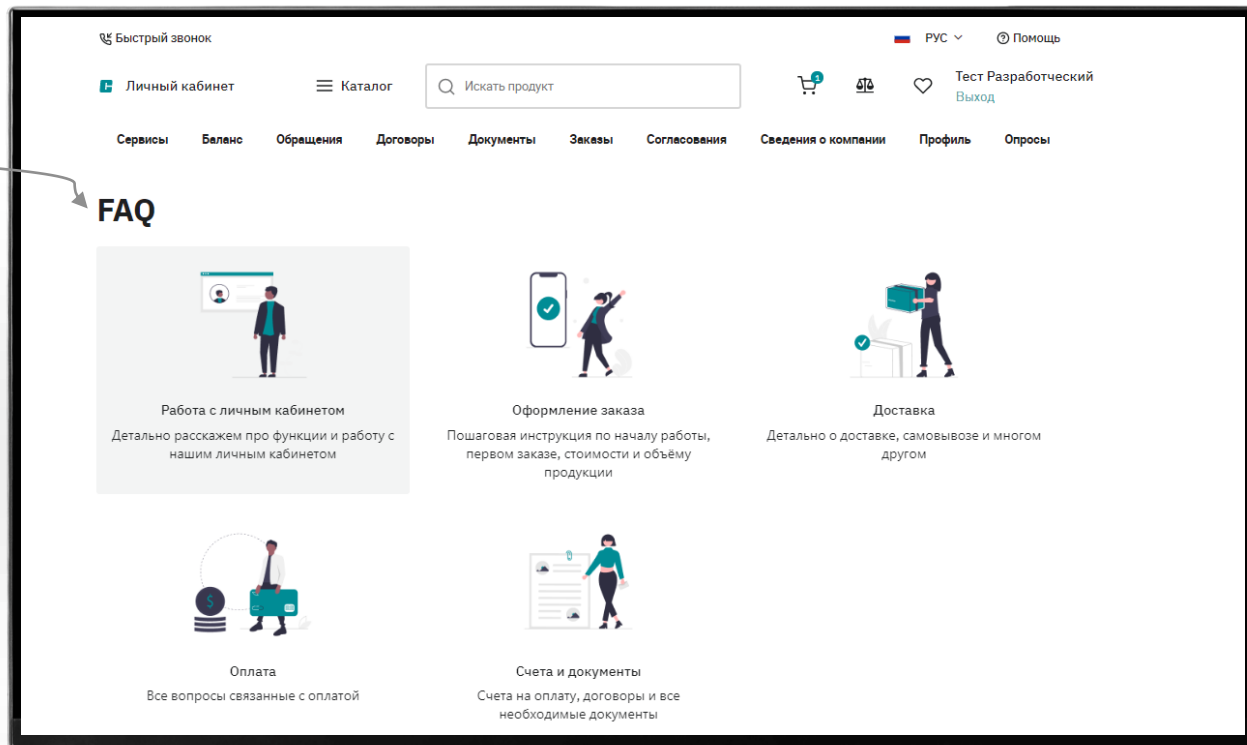 Быстрый звонок
РУС
Помощь
Личный кабинет
Каталог
Искать продукт
1
Тест Разработческий
Выход
Сервисы Баланс Обращения Договоры Документы Заказы Согласования Сведения о компании Профиль Опросы
FAQ
Работа с личным кабинетом
Детально расскажем про функции и работу с
нашим личным кабинетом
Оформление заказа
Пошаговая инструкция по началу работы,
первом заказе, стоимости и объёму
продукции
Доставка
Детально о доставке, самовывозе и многом
другом
$
Оплата
Все вопросы связанные с оплатой
Счета и документы
Счета на оплату, договоры и все
необходимые документы